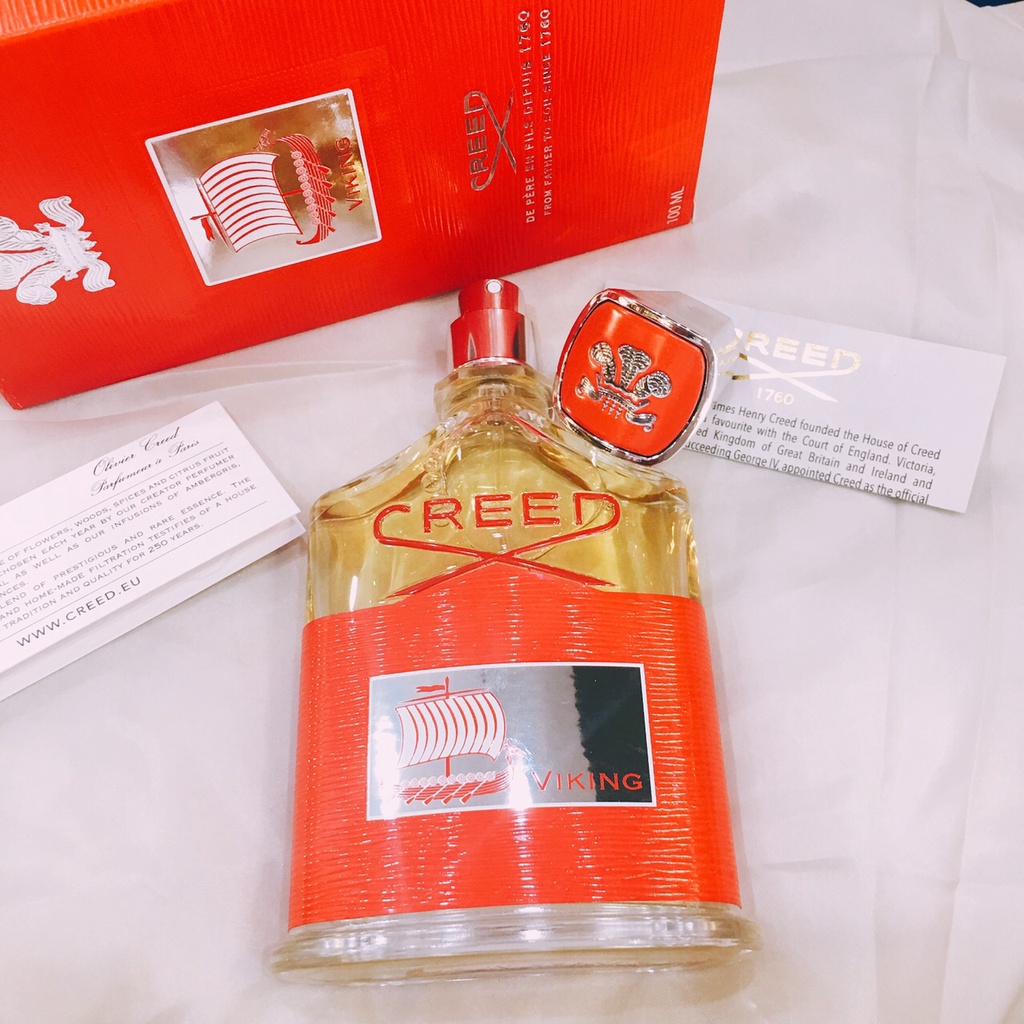 VIKING
CREED
DE PÈRE EN FILS DEPUIS 1760
FROM FATHER TO SON SINCE 1760
100 ML
CREED
1760
James Henry Creed founded the House of Creed
favourite with the Court of England. Victoria,
Kingdom of Great Britain and Ireland and
succeeding George IV, appointed Creed as the official
Olivier Creed
Parfumeur à Paris
OF FLOWERS, WOODS, SPICES AND CITRUS FRUIT
CHOSEN EACH YEAR BY OUR CREATOR PERFUMER
AS WELL AS OUR INFUSIONS OF AMBERGRIS,
OF PRESTIGIOUS AND RARE ESSENCE. THE
AND HOME-MADE FILTRATION TESTIFIES OF A HOUSE
TRADITION AND QUALITY FOR 250 YEARS.
WWW.CREED.EU
CREED
VIKING